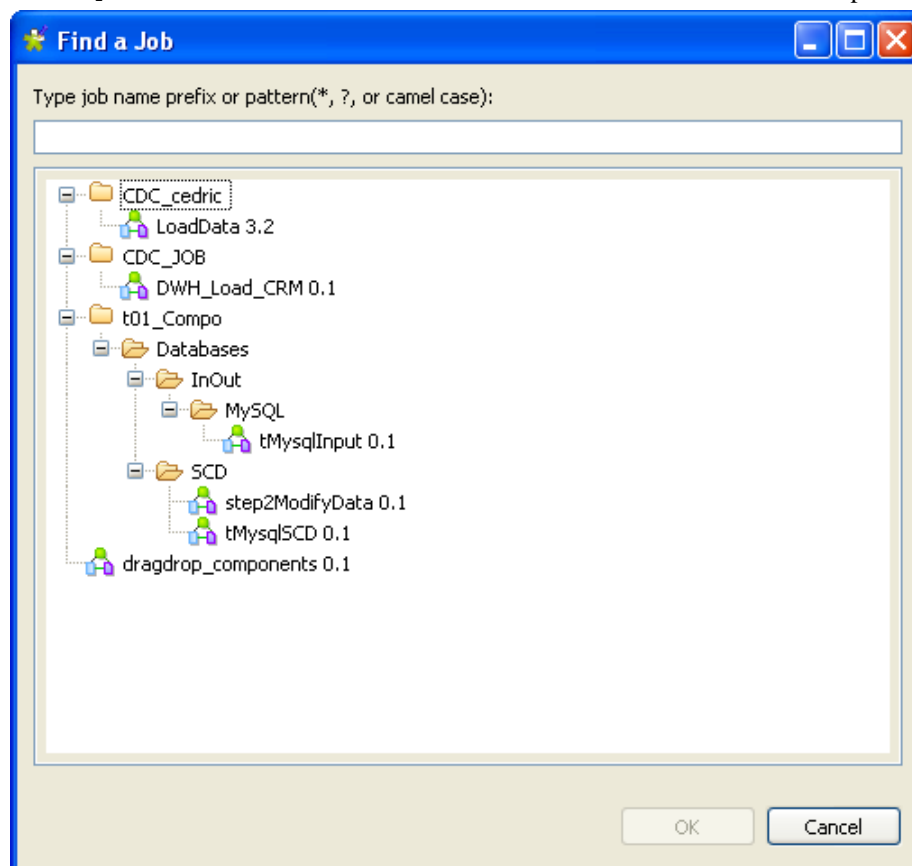 Find a Job
Type job name prefix or pattern(*, ?, or camel case):
CDC_cedric
LoadData 3.2
CDC_JOB
DWH_Load_CRM 0.1
t01_Compo
Databases
InOut
MySQL
tMysqlInput 0.1
SCD
step2ModifyData 0.1
tMysqlSCD 0.1
dragdrop_components 0.1
OK
Cancel